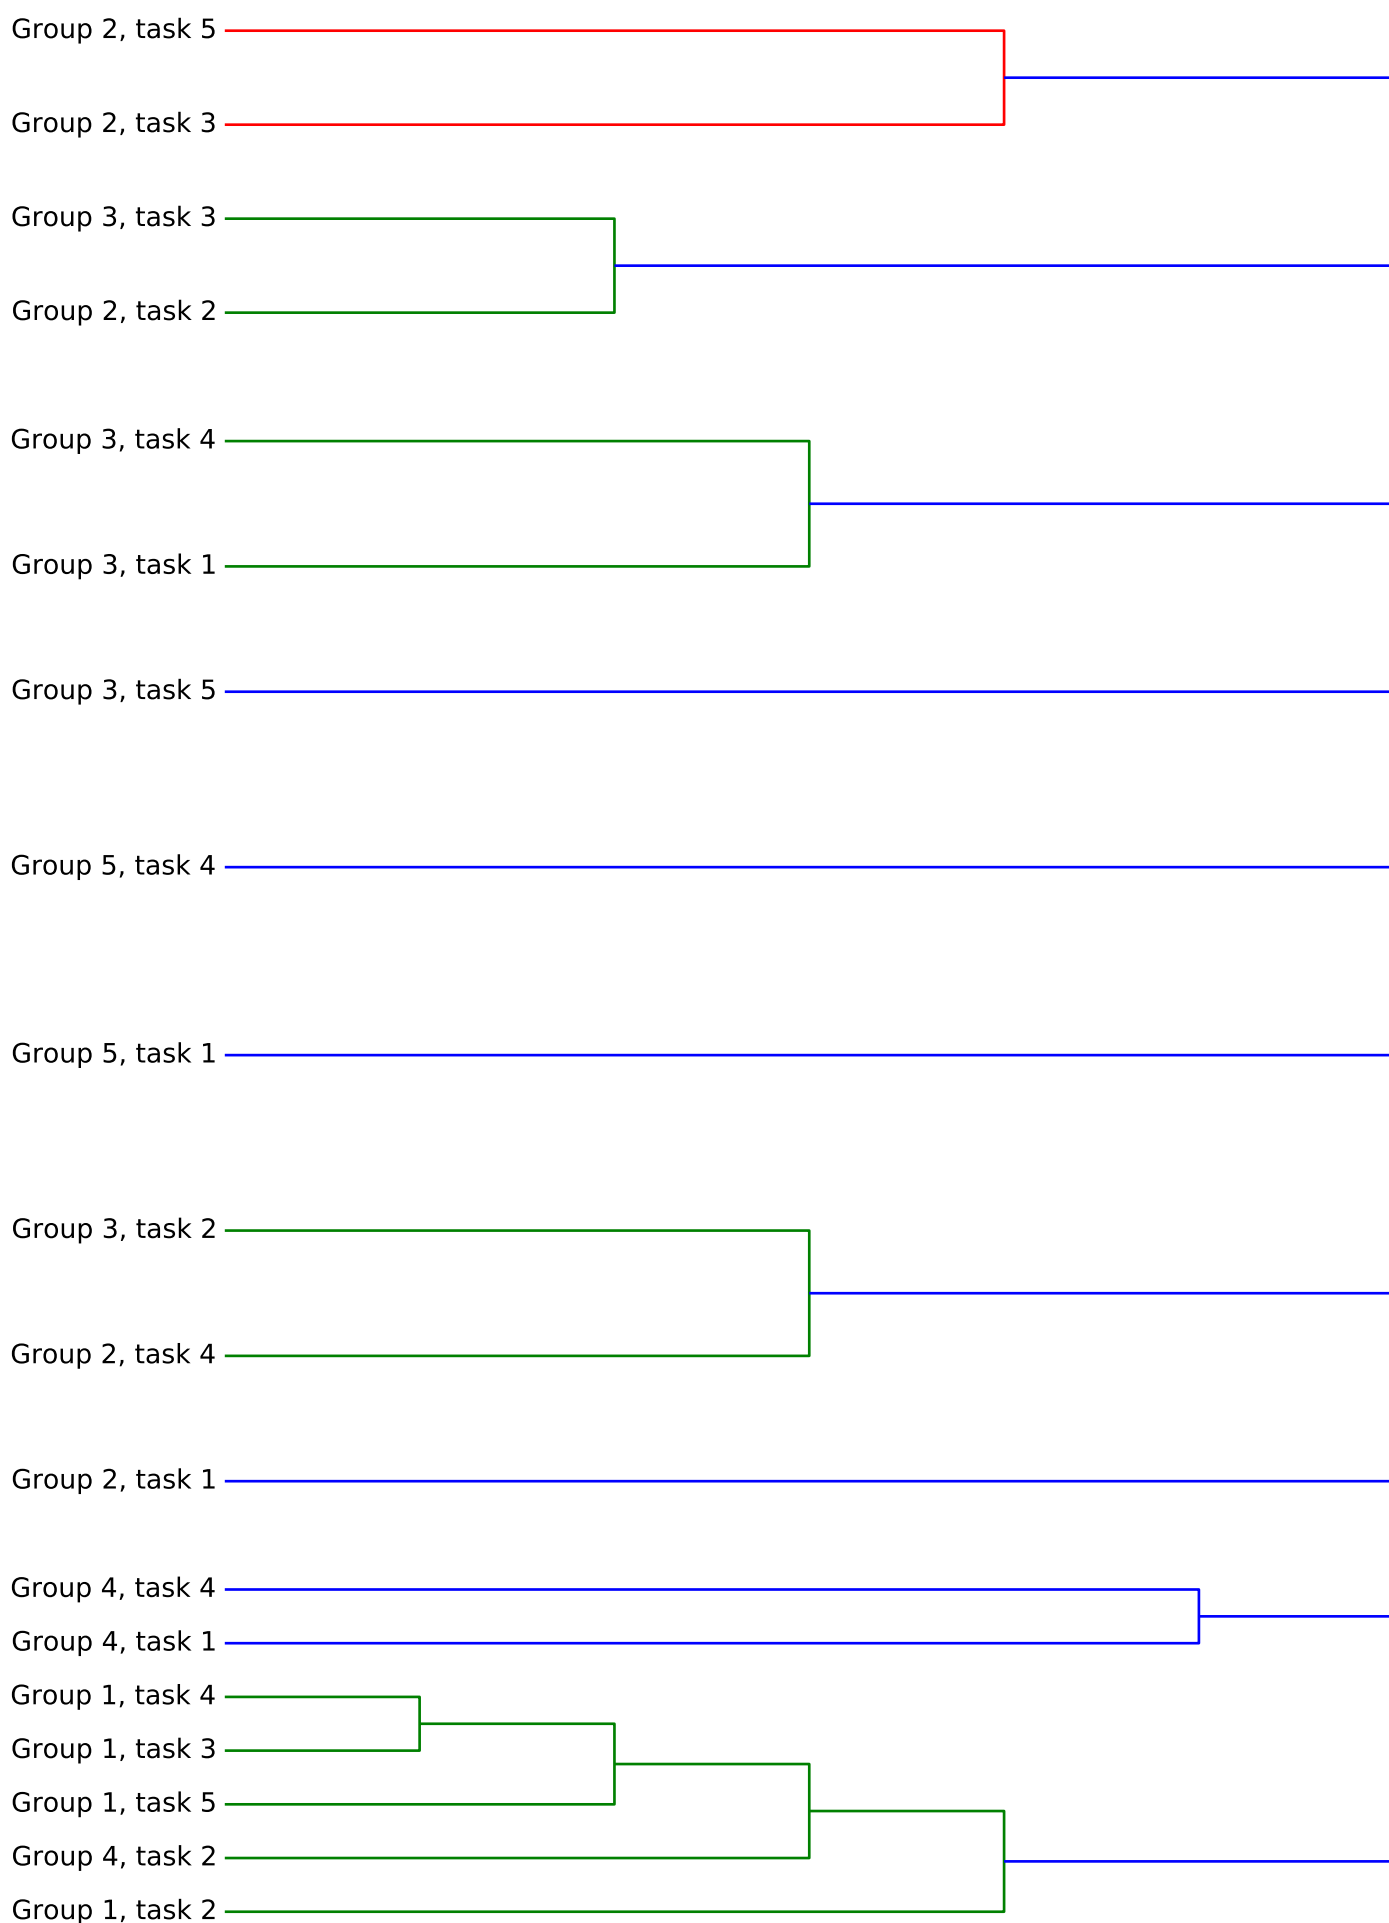 Group 2, task 5
Group 2, task 3
Group 3, task 3
Group 2, task 2
Group 3, task 4
Group 3, task 1
Group 3, task 5
Group 5, task 4
Group 5, task 1
Group 3, task 2
Group 2, task 4
Group 2, task 1
Group 4, task 4
Group 4, task 1
Group 1, task 4
Group 1, task 3
Group 1, task 5
Group 4, task 2
Group 1, task 2